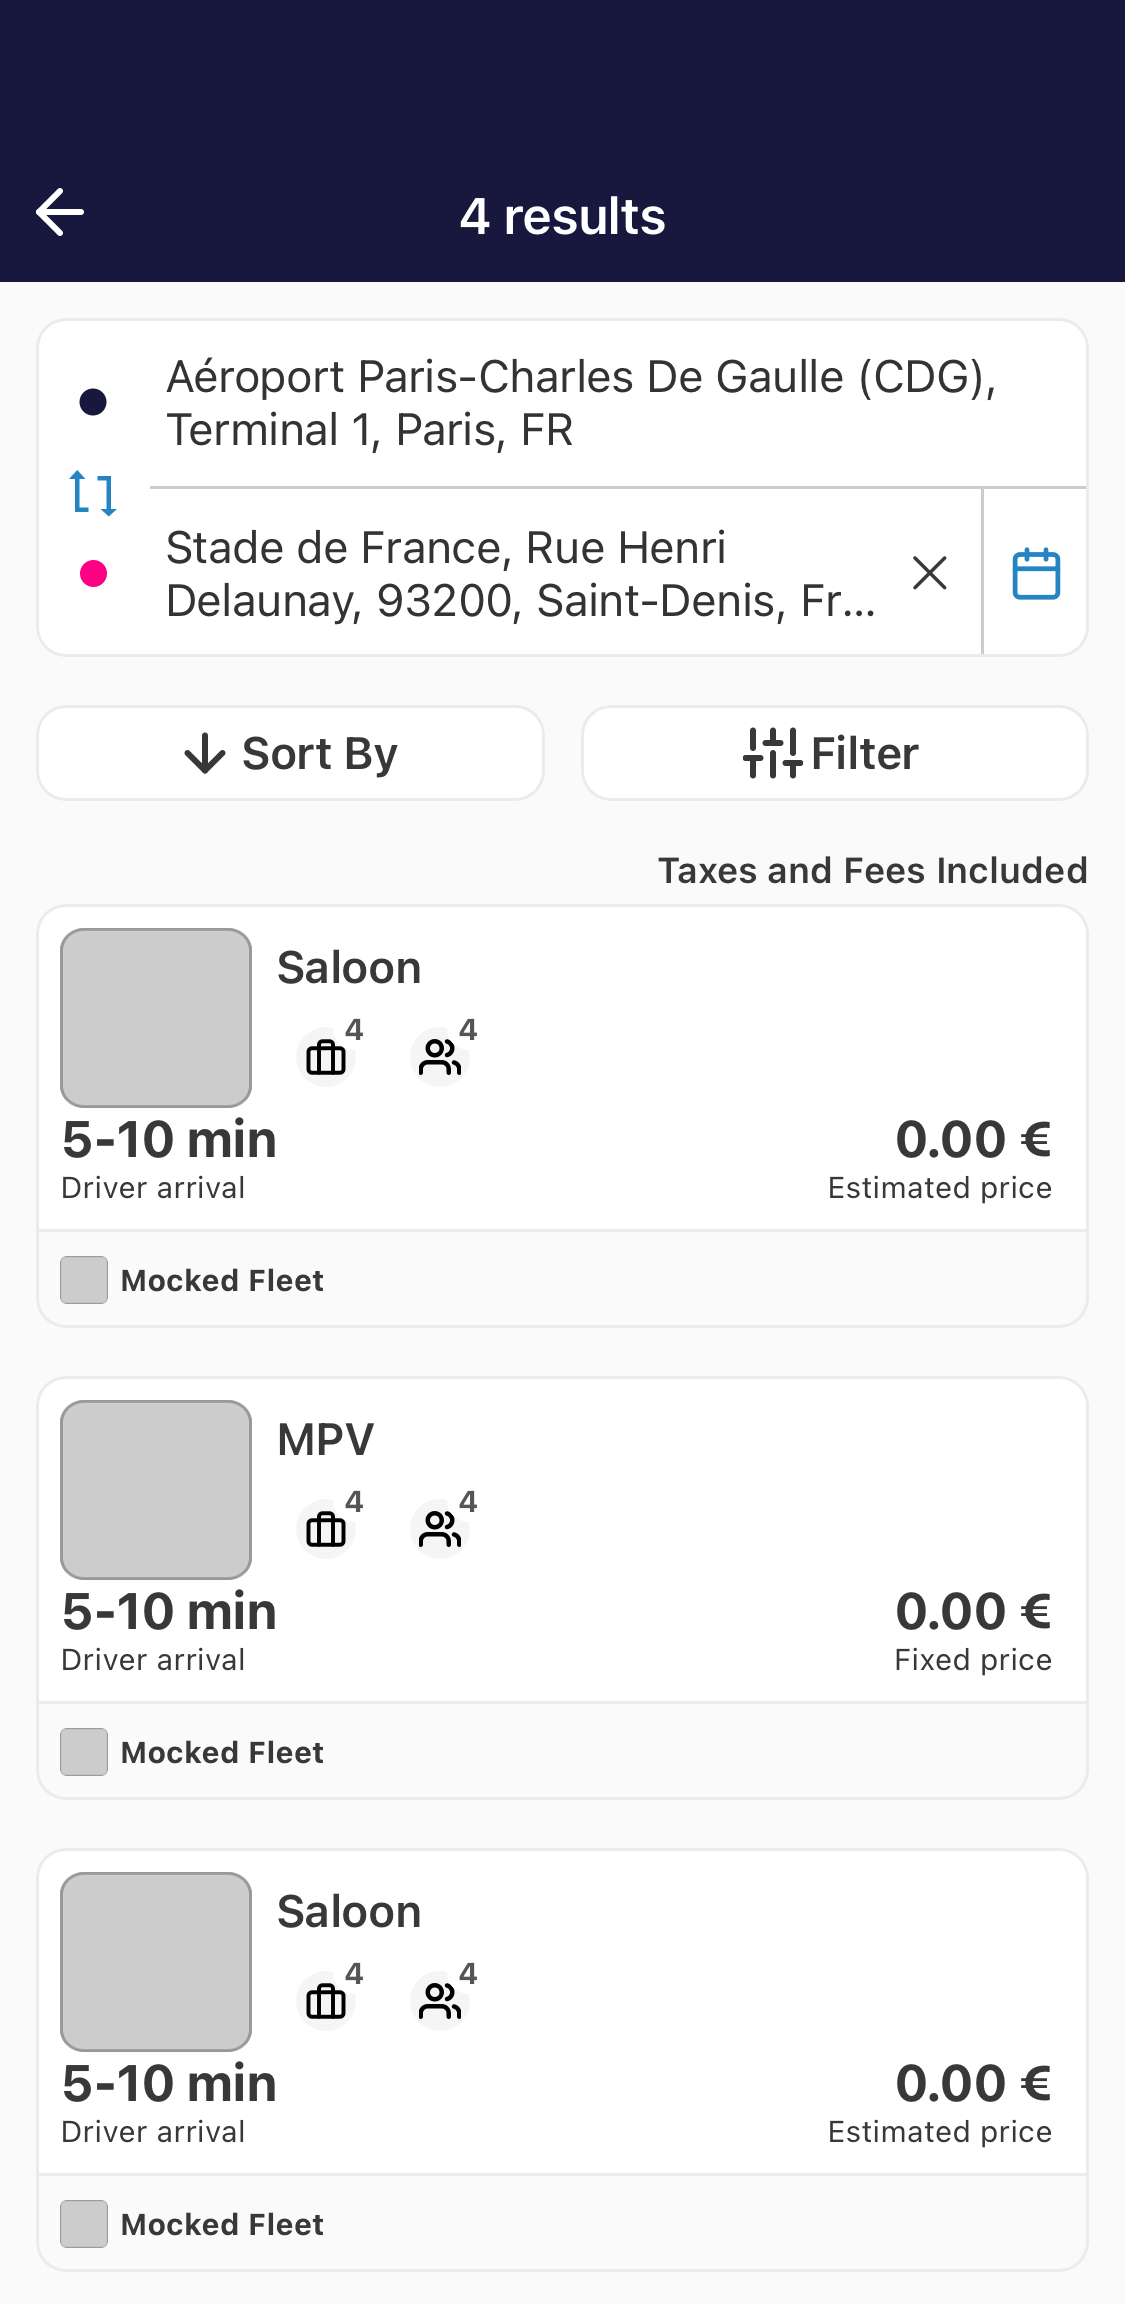 4 results
Aéroport Paris-Charles De Gaulle (CDG),
Terminal 1, Paris, FR
Stade de France, Rue Henri
Delaunay, 93200, Saint-Denis, Fr...
Sort By
Filter
Taxes and Fees Included
Saloon
4 4
5-10 min 0.00 €
Driver arrival Estimated price
Mocked Fleet
MPV
4 4
5-10 min 0.00 €
Driver arrival Fixed price
Mocked Fleet
Saloon
4 4
5-10 min 0.00 €
Driver arrival Estimated price
Mocked Fleet